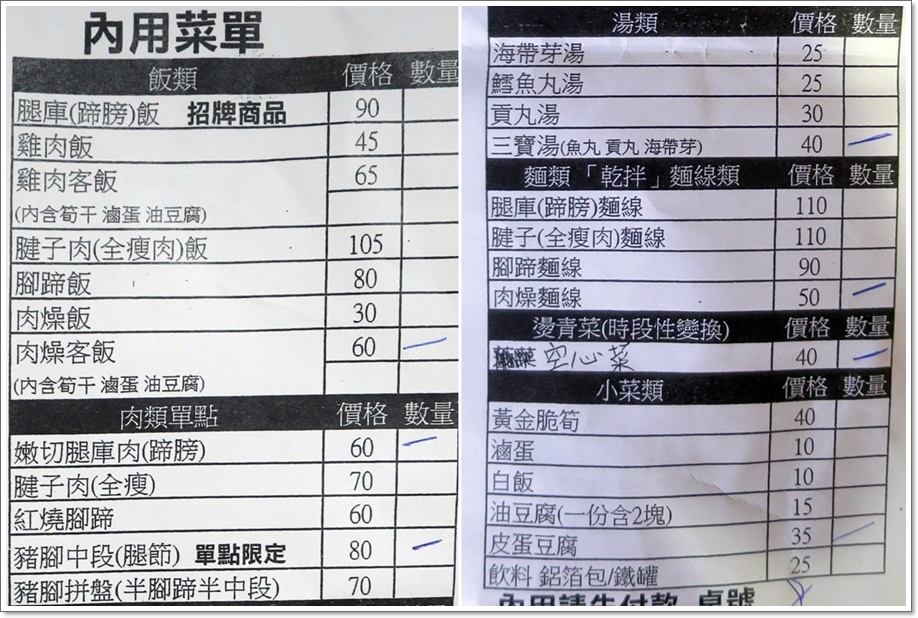 內用菜單
飯類 價格 數量
腿庫(蹄膀)飯 招牌商品 90
雞肉飯 45
雞肉客飯 65
(內含筍干 滷蛋 油豆腐)
腱子肉(全瘦肉)飯 105
腳蹄飯 80
肉燥飯 30
肉燥客飯 60
(內含筍干 滷蛋 油豆腐)
肉類單點 價格 數量
嫩切腿庫肉(蹄膀) 60
腱子肉(全瘦) 70
紅燒腳蹄 60
豬腳中段(腿節) 單點限定 80
豬腳拼盤(半腳蹄半中段) 70
湯類 價格 數量
海帶芽湯 25
鱈魚丸湯 25
貢丸湯 30
三寶湯(魚丸 貢丸 海帶芽) 40
麵類「乾拌」麵線類 價格 數量
腿庫(蹄膀)麵線 110
腱子(全瘦肉)麵線 110
腳蹄麵線 90
肉燥麵線 50
燙青菜(時段性變換) 價格 數量
空心菜 40
小菜類 價格 數量
黃金脆筍 40
滷蛋 10
白飯 10
油豆腐(一份含2塊) 15
皮蛋豆腐 35
飲料 鋁箔包/鐵罐 25
內用請先付款 桌號